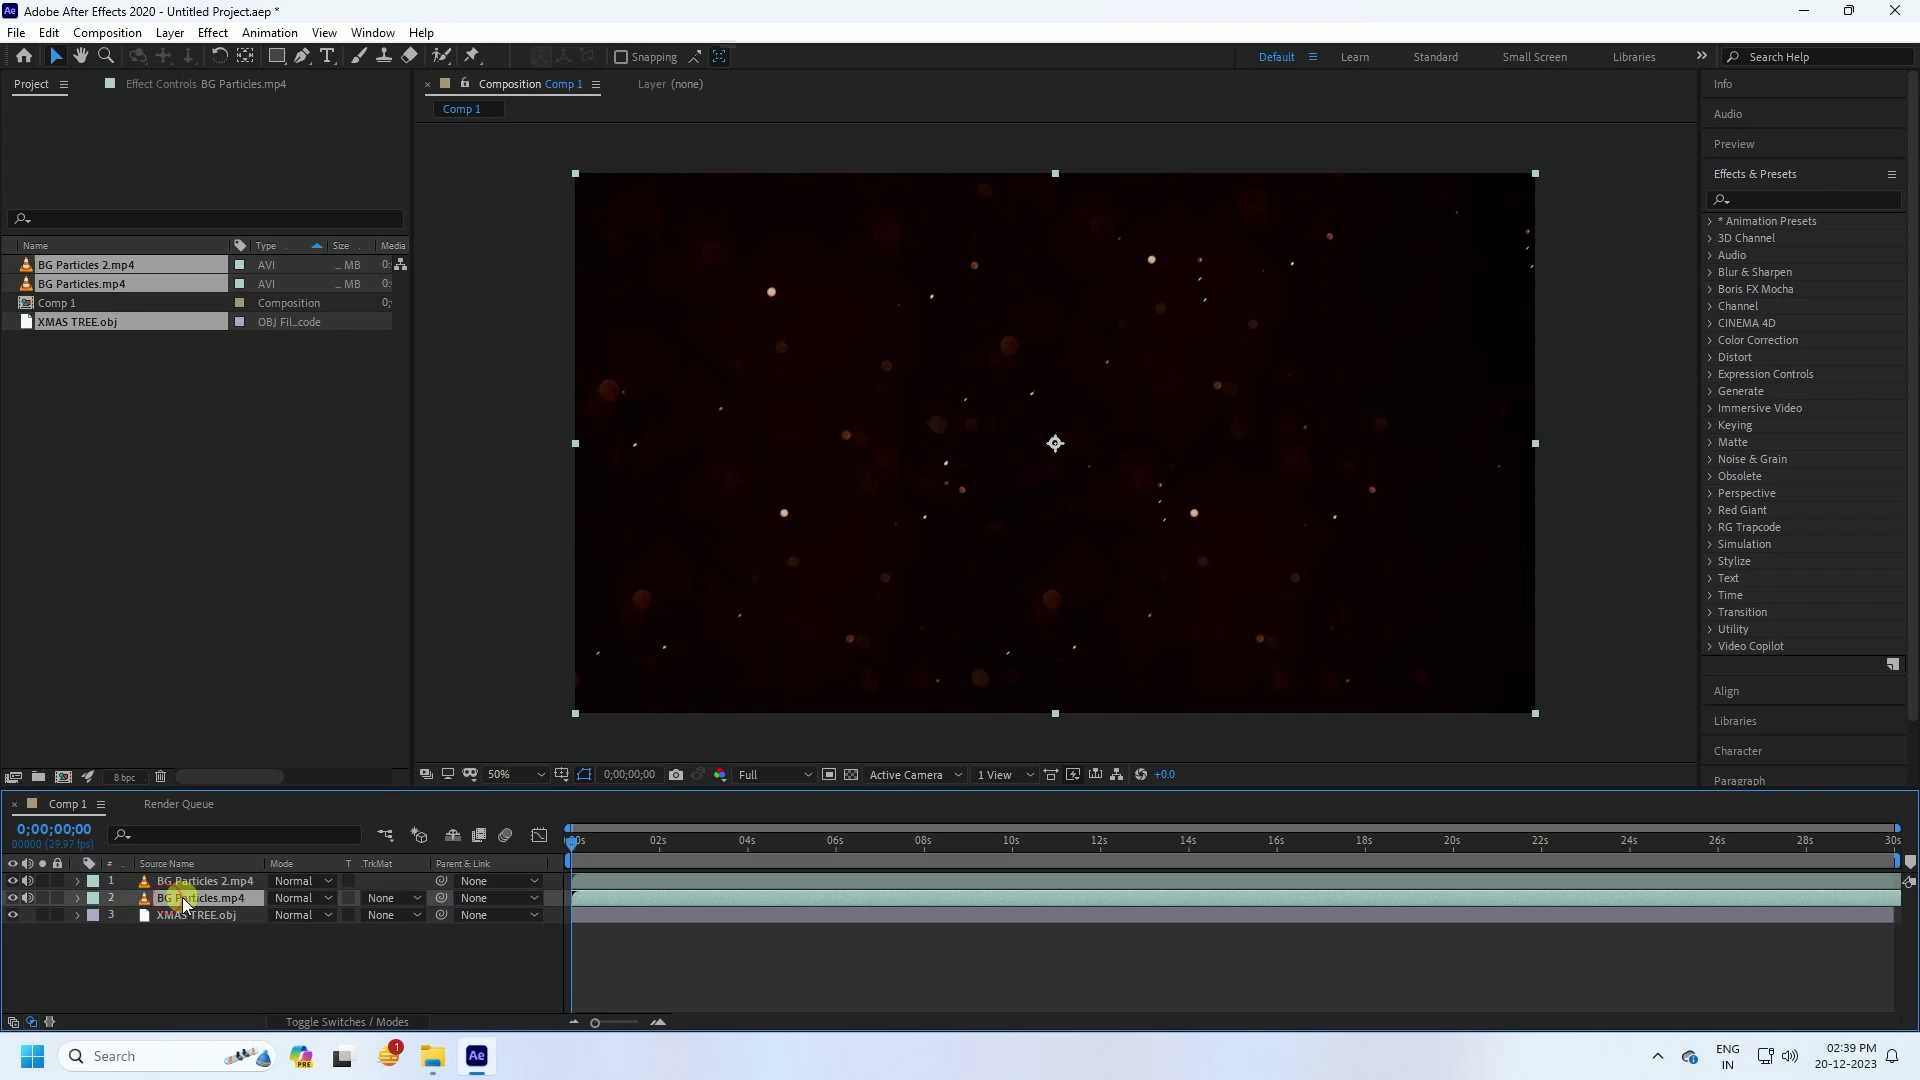 Adobe After Effects 2020 - Untitled Project.aep *
File Edit Composition Layer Effect Animation View Window Help
Snapping
Default Learn Standard Small Screen Libraries Search Help
Project Effect Controls BG Particles.mp4
Composition Comp 1 Layer (none)
Comp 1
Name Type Size Media
BG Particles 2.mp4 AVI ... MB 0:
BG Particles.mp4 AVI ... MB 0:
Comp 1 Composition 0;
XMAS TREE.obj OBJ Fil...code
8 bpc
50% 0;00;00;00 Full Active Camera 1 View +0.0
Info
Audio
Preview
Effects & Presets
* Animation Presets
3D Channel
Audio
Blur & Sharpen
Boris FX Mocha
Channel
CINEMA 4D
Color Correction
Distort
Expression Controls
Generate
Immersive Video
Keying
Matte
Noise & Grain
Obsolete
Perspective
Red Giant
RG Trapcode
Simulation
Stylize
Text
Time
Transition
Utility
Video Copilot
Align
Libraries
Character
Paragraph
Comp 1 Render Queue
0;00;00;00
00000 (29.97 fps)
# Source Name Mode T .TrkMat Parent & Link
1 BG Particles 2.mp4 Normal None
2 BG Particles.mp4 Normal None None
3 XMAS TREE.obj Normal None None
:00s 02s 04s 06s 08s 10s 12s 14s 16s 18s 20s 22s 24s 26s 28s 30s
Toggle Switches / Modes
Search
PRE
1
Ae
ENG
IN
02:39 PM
20-12-2023